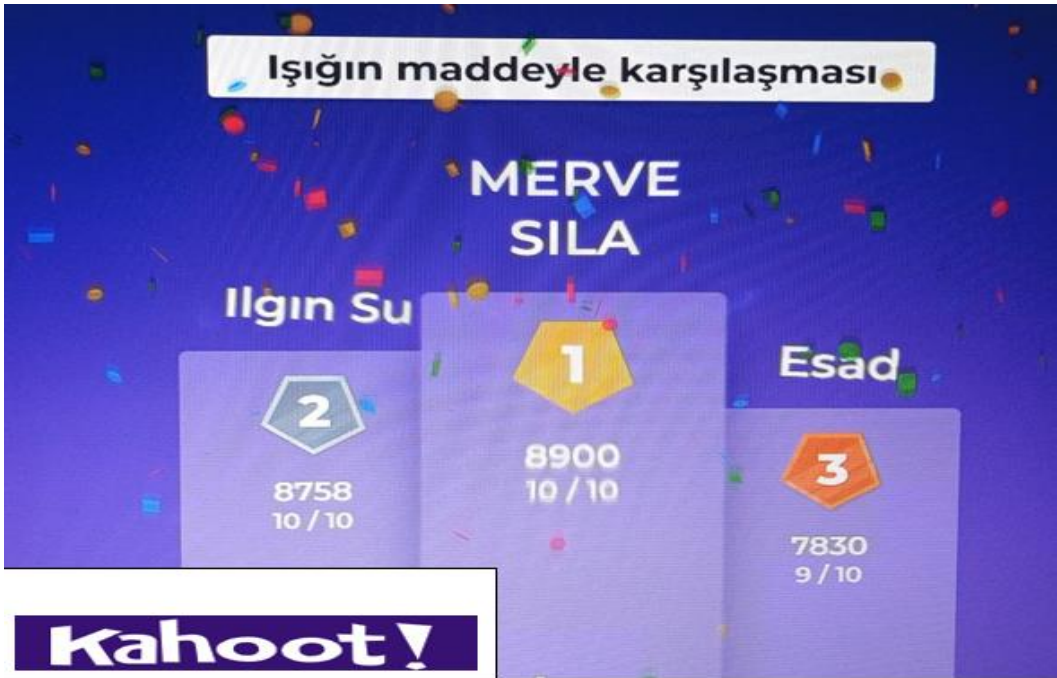 Işığın maddeyle karşılaşması
MERVE
SILA
Ilgın Su
Esad
1
2
3
8900
10 / 10
8758
10 / 10
7830
9 / 10
Kahoot!